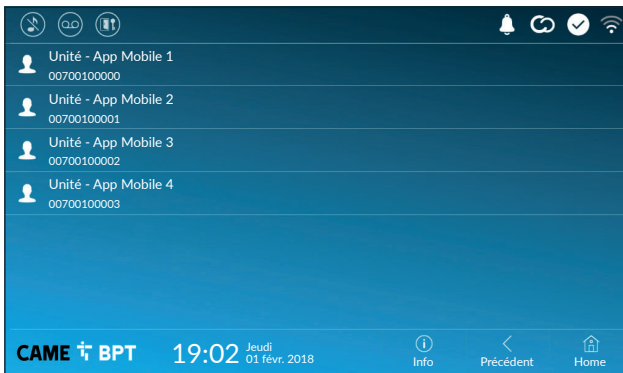 Unité - App Mobile 1
00700100000
Unité - App Mobile 2
00700100001
Unité - App Mobile 3
00700100002
Unité - App Mobile 4
00700100003
CAME BPT
19:02
Jeudi
01 févr. 2018
Info
Précédent
Home